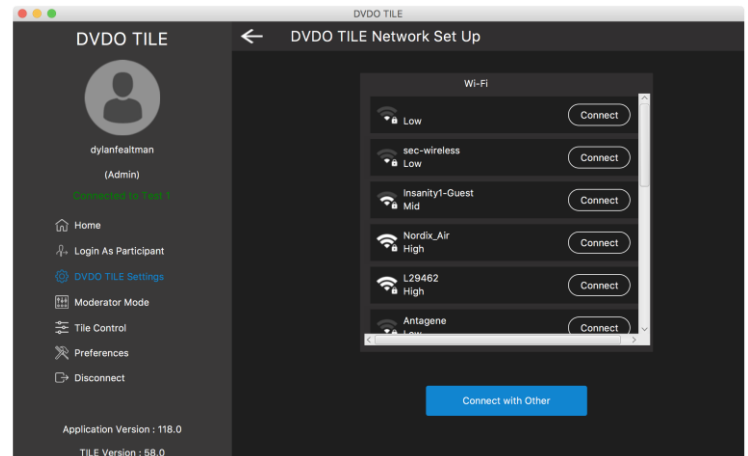 DVDO TILE
DVDO TILE
dylanfealtman
(Admin)
Connected to Test 1
Home
Login As Participant
DVDO TILE Settings
Moderator Mode
Tile Control
Preferences
Disconnect
Application Version : 118.0
TILE Version : 58.0
DVDO TILE Network Set Up
Wi-Fi
Low
Connect
sec-wireless
Low
Connect
Insanity1-Guest
Mid
Connect
Nordix_Air
High
Connect
L29462
High
Connect
Antagene
Low
Connect
Connect with Other